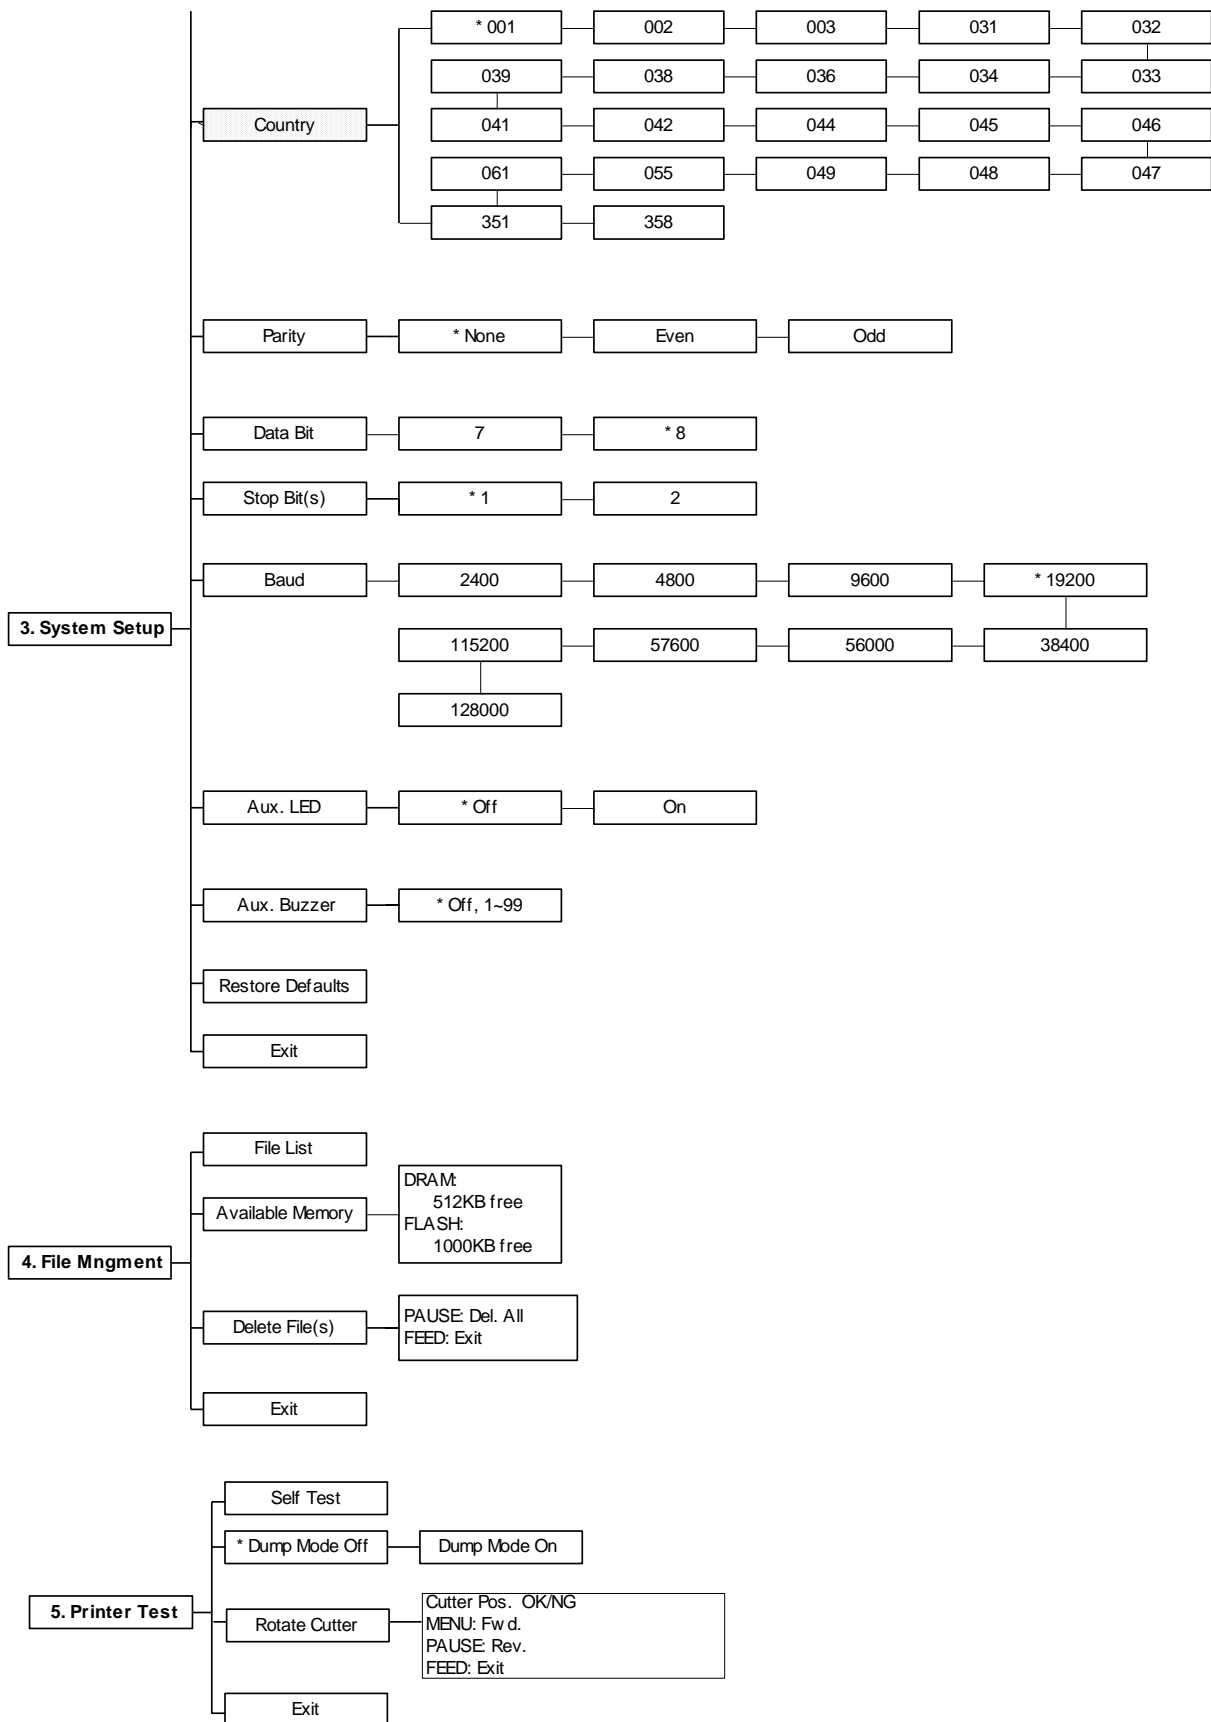 * 001 002 003 031 032
039 038 036 034 033
Country 041 042 044 045 046
061 055 049 048 047
351 358
Parity * None Even Odd
Data Bit 7 * 8
Stop Bit(s) * 1 2
Baud 2400 4800 9600 * 19200
3. System Setup
115200 57600 56000 38400
128000
Aux. LED * Off On
Aux. Buzzer * Off, 1~99
Restore Defaults
Exit
File List
Available Memory
DRAM:
512KB free
FLASH:
1000KB free
4. File Mngment
Delete File(s)
PAUSE: Del. All
FEED: Exit
Exit
Self Test
* Dump Mode Off Dump Mode On
5. Printer Test
Rotate Cutter
Cutter Pos. OK/NG
MENU: Fwd.
PAUSE: Rev.
FEED: Exit
Exit